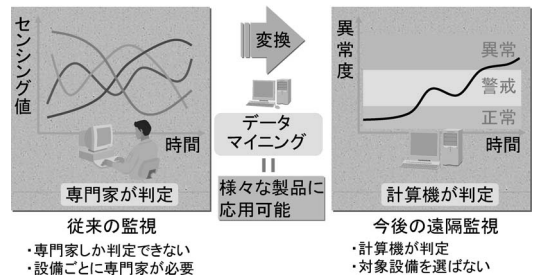 センシング値
時間
専門家が判定
従来の監視
・専門家しか判定できない
・設備ごとに専門家が必要
変換
データ
マイニング
様々な製品に
応用可能
異常度
異常
警戒
正常
時間
計算機が判定
今後の遠隔監視
・計算機が判定
・対象設備を選ばない